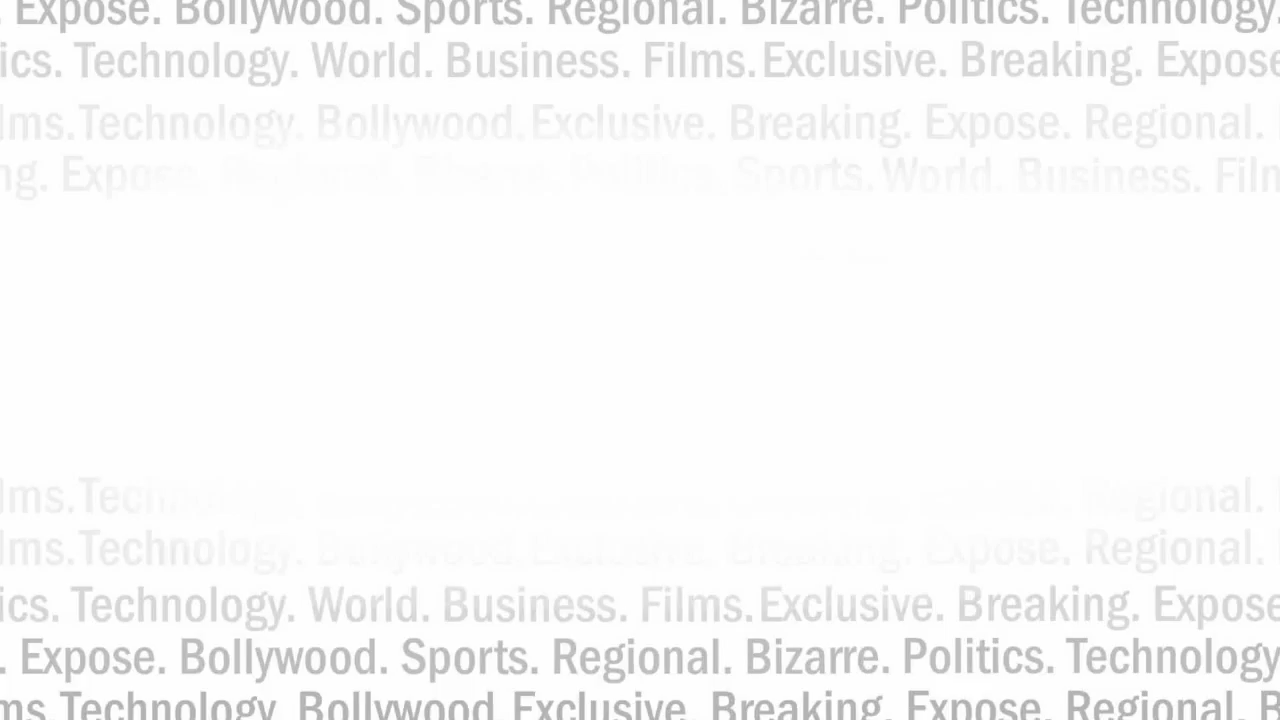 . Expose. Bollywood. Sports. Regional. Bizarre. Politics. Technology.
ics. Technology. World. Business. Films. Exclusive. Breaking. Expose
lms. Technology. Bollywood. Exclusive. Breaking. Expose. Regional.
ng. Expose. Regional. Bizarre. Politics. Sports. World. Business. Film
lms. Technology. Regional.
lms. Technology. Bollywood. Exclusive. Breaking. Expose. Regional.
ics. Technology. World. Business. Films. Exclusive. Breaking. Expose
. Expose. Bollywood. Sports. Regional. Bizarre. Politics. Technology
ms Technology. Bollywood. Exclusive. Breaking. Expose. Regional. B